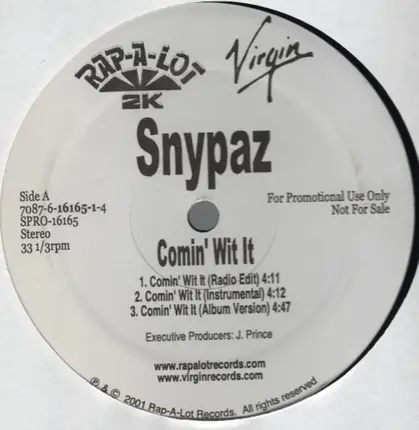 RAP-A-LOT
2K
Virgin
Snypaz
Side A
7087-6-16165-1-4
SPRO-16165
Stereo
33 1/3rpm
For Promotional Use Only
Not For Sale
Comin' Wit It
1. Comin' Wit It (Radio Edit) 4:11
2. Comin' Wit It (Instrumental) 4:12
3. Comin' Wit It (Album Version) 4:47
Executive Producers: J. Prince
www.rapalotrecords.com
www.virginrecords.com
℗ & © 2001 Rap-A-Lot Records. All rights reserved